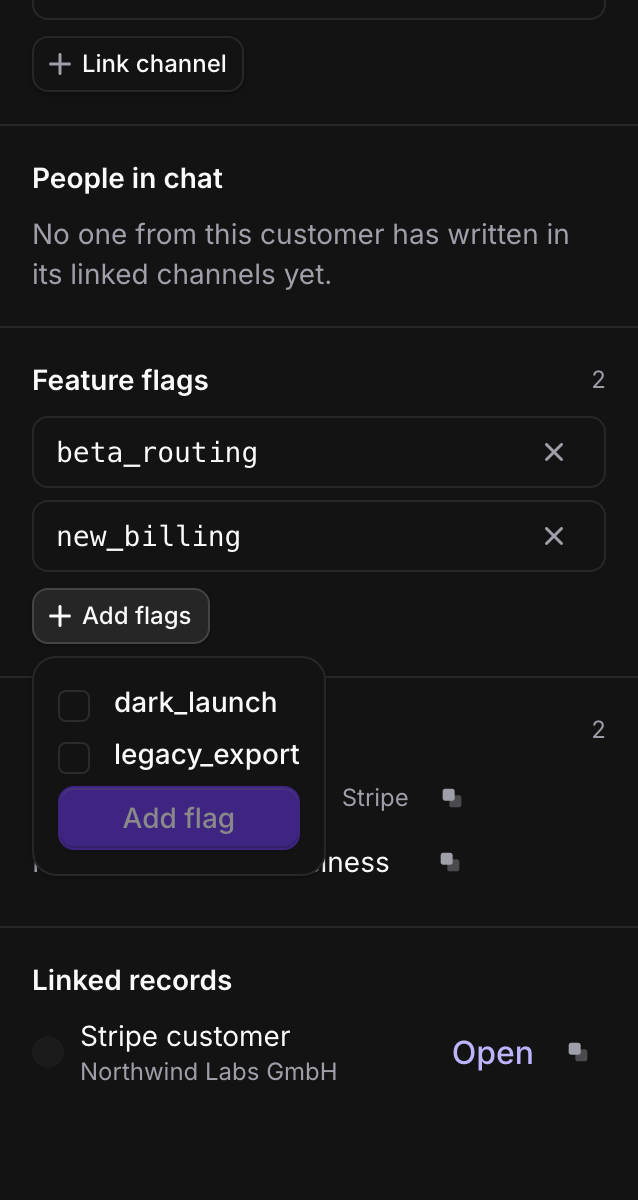 Link channel
People in chat
No one from this customer has written in
its linked channels yet.
Feature flags
2
beta_routing
new_billing
Add flags
dark_launch
2
legacy_export
Stripe
Add flag
Linked records
Stripe customer
Open
Northwind Labs GmbH